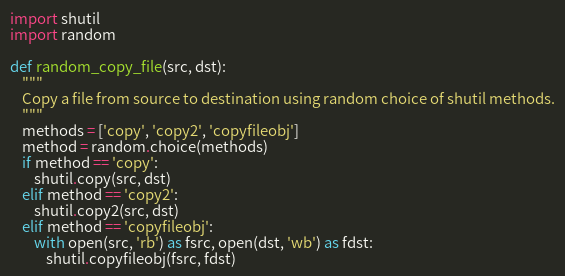 import shutil
import random

def random_copy_file(src, dst):
    """
    Copy a file from source to destination using random choice of shutil methods.
    """
    methods = ['copy', 'copy2', 'copyfileobj']
    method = random.choice(methods)
    if method == 'copy':
        shutil.copy(src, dst)
    elif method == 'copy2':
        shutil.copy2(src, dst)
    elif method == 'copyfileobj':
        with open(src, 'rb') as fsrc, open(dst, 'wb') as fdst:
            shutil.copyfileobj(fsrc, fdst)